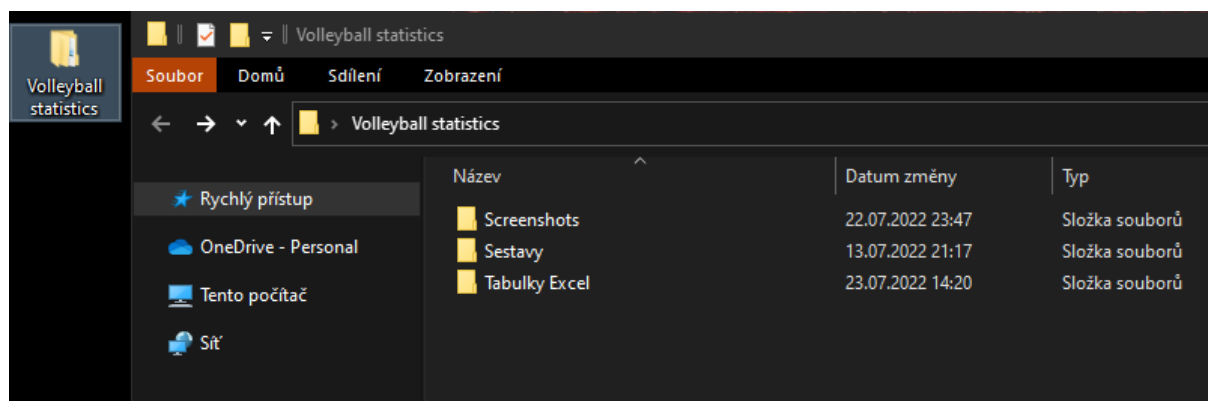 Volleyball
statistics
Volleyball statistics
Soubor Domů Sdílení Zobrazení
Volleyball statistics
Název Datum změny Typ
Rychlý přístup
Screenshots 22.07.2022 23:47 Složka souborů
OneDrive - Personal
Sestavy 13.07.2022 21:17 Složka souborů
Tento počítač
Tabulky Excel 23.07.2022 14:20 Složka souborů
Síť